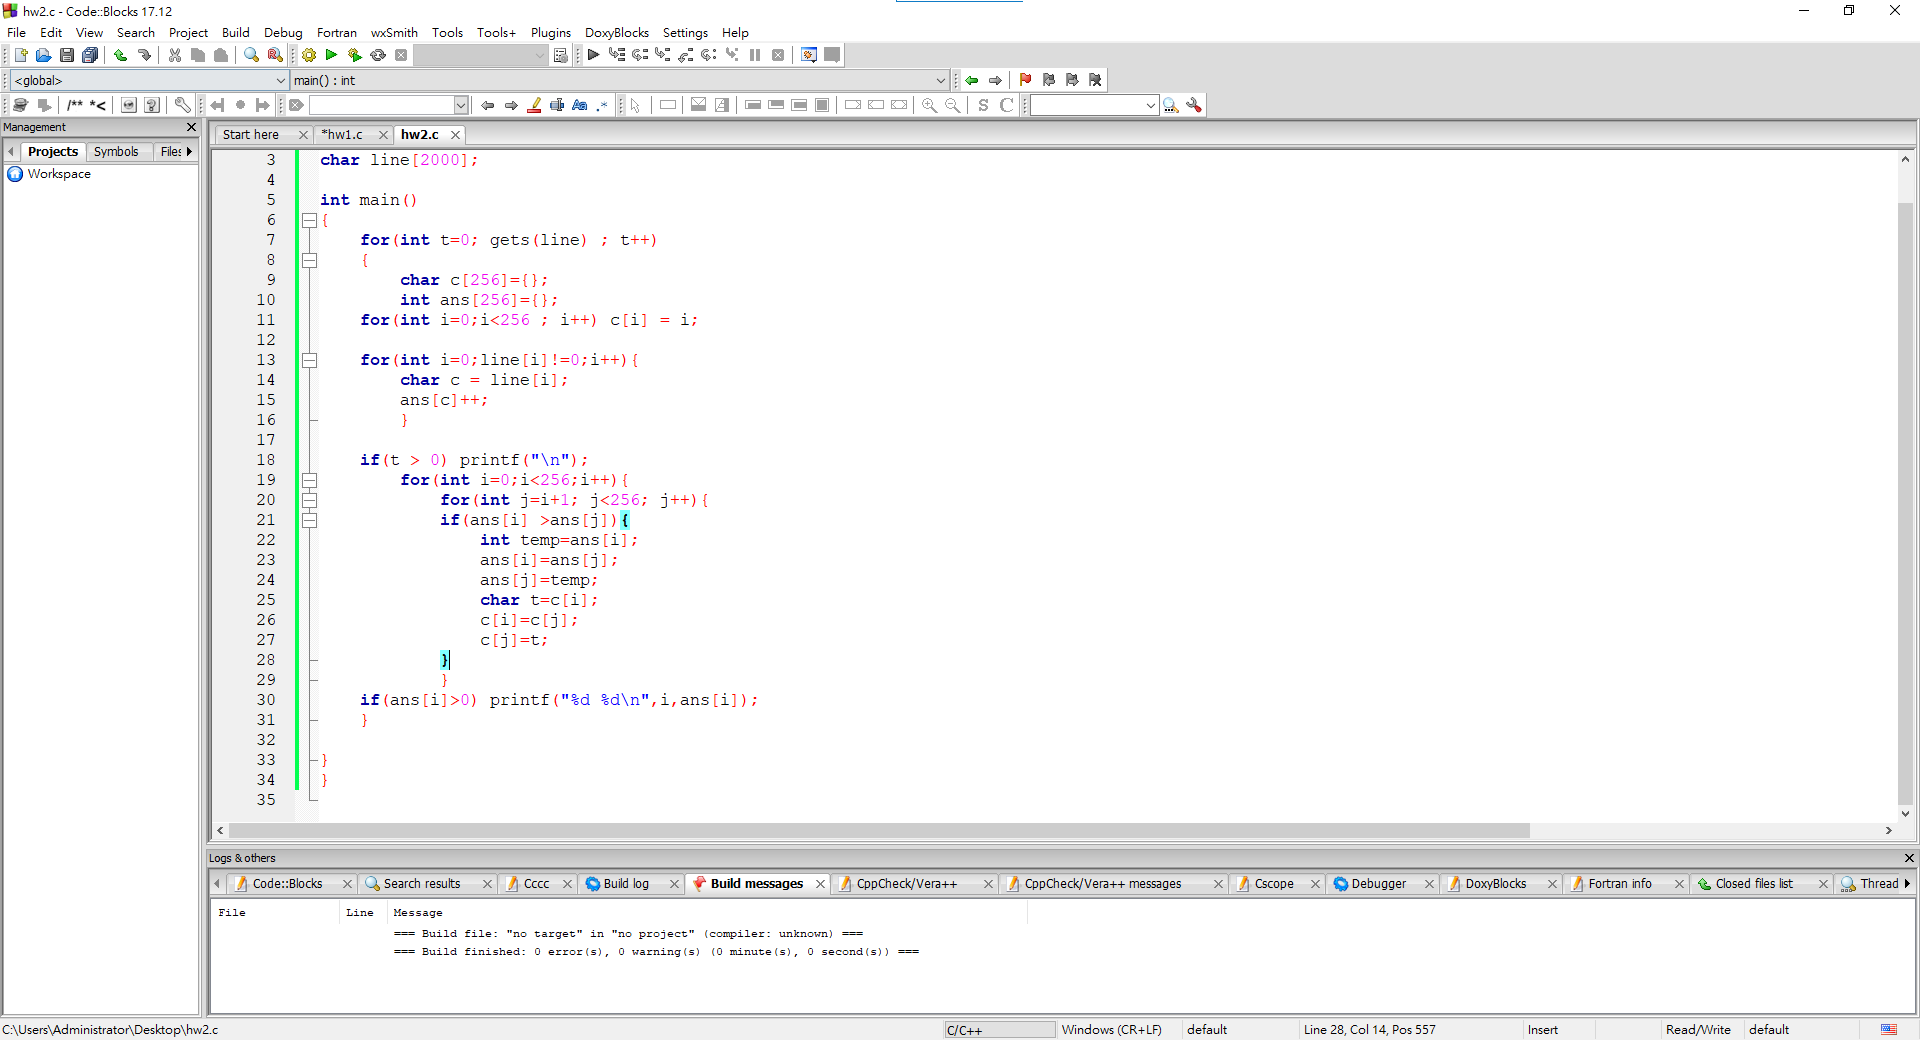 hw2.c - Code::Blocks 17.12
File Edit View Search Project Build Debug Fortran wxSmith Tools Tools+ Plugins DoxyBlocks Settings Help
<global> main() : int
/** *<
Aa .*
S C
Management
Projects Symbols Files
Workspace
Start here *hw1.c hw2.c
3 char line[2000];
4
5 int main()
6 {
7     for(int t=0; gets(line) ; t++)
8     {
9         char c[256]={};
10         int ans[256]={};
11     for(int i=0;i<256 ; i++) c[i] = i;
12
13     for(int i=0;line[i]!=0;i++){
14         char c = line[i];
15         ans[c]++;
16         }
17
18     if(t > 0) printf("\n");
19         for(int i=0;i<256;i++){
20             for(int j=i+1; j<256; j++){
21             if(ans[i] >ans[j]){
22                 int temp=ans[i];
23                 ans[i]=ans[j];
24                 ans[j]=temp;
25                 char t=c[i];
26                 c[i]=c[j];
27                 c[j]=t;
28             }
29             }
30     if(ans[i]>0) printf("%d %d\n",i,ans[i]);
31     }
32
33 }
34 }
35
Logs & others
Code::Blocks Search results Cccc Build log Build messages CppCheck/Vera++ CppCheck/Vera++ messages Cscope Debugger DoxyBlocks Fortran info Closed files list Thread
File Line Message
=== Build file: "no target" in "no project" (compiler: unknown) ===
=== Build finished: 0 error(s), 0 warning(s) (0 minute(s), 0 second(s)) ===
C:\Users\Administrator\Desktop\hw2.c C/C++ Windows (CR+LF) default Line 28, Col 14, Pos 557 Insert Read/Write default